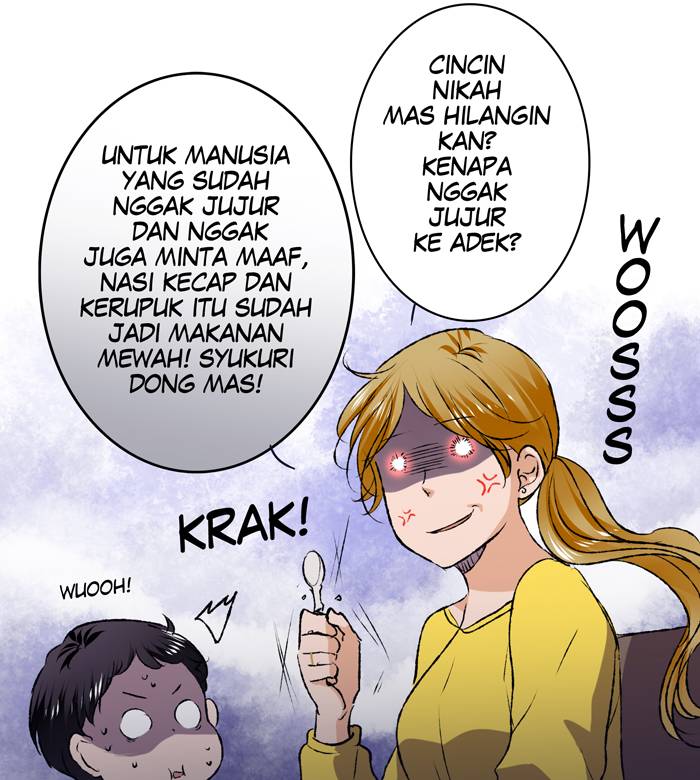 CINCIN
NIKAH
MAS HILANGIN
KAN?
KENAPA
NGGAK
JUJUR
KE ADEK?
UNTUK MANUSIA
YANG SUDAH
NGGAK JUJUR
DAN NGGAK
JUGA MINTA MAAF,
NASI KECAP DAN
KERUPUK ITU SUDAH
JADI MAKANAN
MEWAH! SYUKURI
DONG MAS!
WOOSSS
KRAK!
WUOOH!